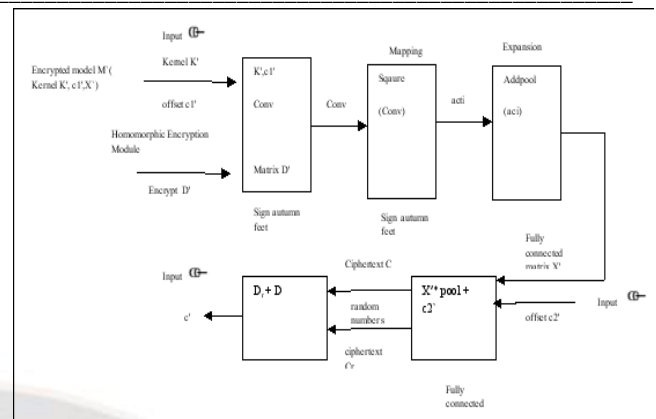 Input
Encrypted model M`(
Kernel K', c1',X`)
Kernel K'
offset c1'
Homomorphic Encryption
Module
Encrypt D'
K',c1'
Conv
Matrix D'
Sign autumn
feet
Conv
Mapping
Sqaure
(Conv)
Sign autumn
feet
acti
Expansion
Addpool
(aci)
Fully
connected
matrix X'
Input
offset c2'
X'* pool +
c2`
Fully
connected
Ciphertext C
random
numbers
ciphertext
Cr
D, + D
Input
c'